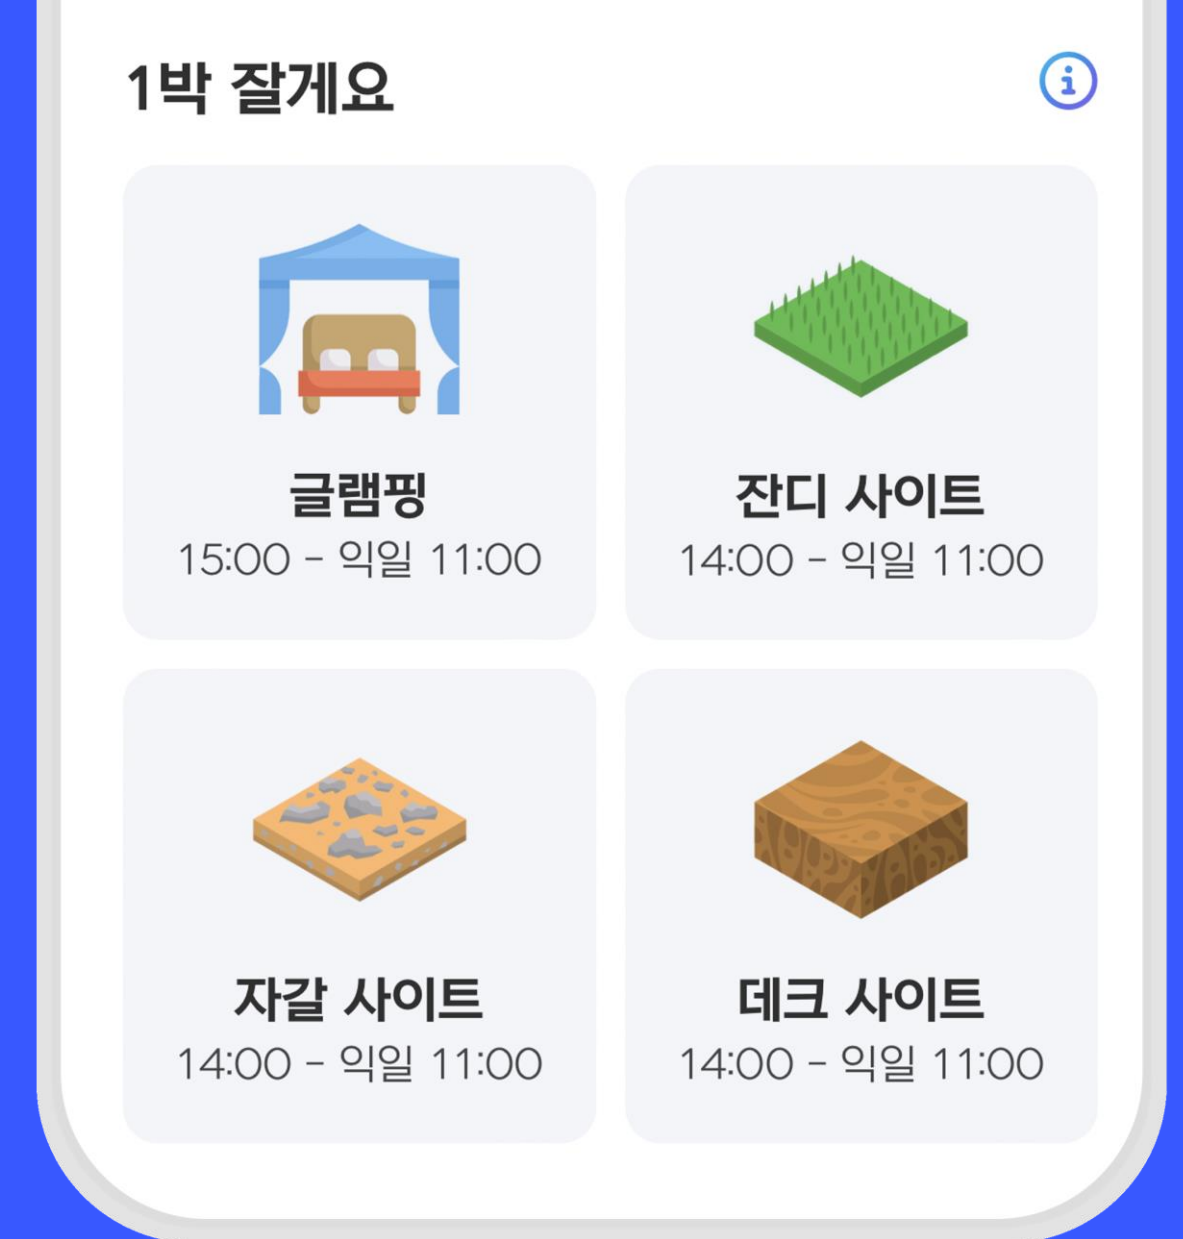 1박 잘게요
글램핑
15:00 - 익일 11:00
잔디 사이트
14:00 - 익일 11:00
자갈 사이트
14:00 - 익일 11:00
데크 사이트
14:00 - 익일 11:00